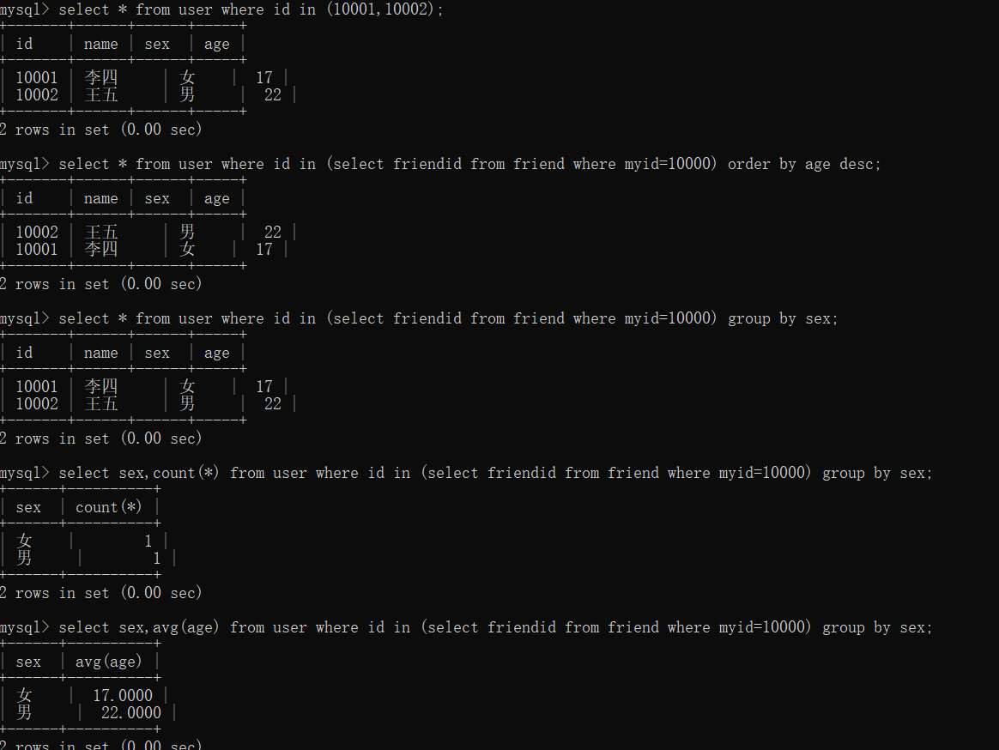 mysql> select * from user where id in (10001,10002);
+-------+------+------+-----+
| id    | name | sex  | age |
+-------+------+------+-----+
| 10001 | 李四     | 女    |  17 |
| 10002 | 王五     | 男     |  22 |
+-------+------+------+-----+
2 rows in set (0.00 sec)
mysql> select * from user where id in (select friendid from friend where myid=10000) order by age desc;
+-------+------+------+-----+
| id    | name | sex  | age |
+-------+------+------+-----+
| 10002 | 王五     | 男     |  22 |
| 10001 | 李四     | 女    |  17 |
+-------+------+------+-----+
2 rows in set (0.00 sec)
mysql> select * from user where id in (select friendid from friend where myid=10000) group by sex;
+-------+------+------+-----+
| id    | name | sex  | age |
+-------+------+------+-----+
| 10001 | 李四     | 女    |  17 |
| 10002 | 王五     | 男     |  22 |
+-------+------+------+-----+
2 rows in set (0.00 sec)
mysql> select sex,count(*) from user where id in (select friendid from friend where myid=10000) group by sex;
+------+----------+
| sex  | count(*) |
+------+----------+
| 女    |        1 |
| 男     |        1 |
+------+----------+
2 rows in set (0.00 sec)
mysql> select sex,avg(age) from user where id in (select friendid from friend where myid=10000) group by sex;
+------+----------+
| sex  | avg(age) |
+------+----------+
| 女    |  17.0000 |
| 男     |  22.0000 |
+------+----------+
2 rows in set (0.00 sec)